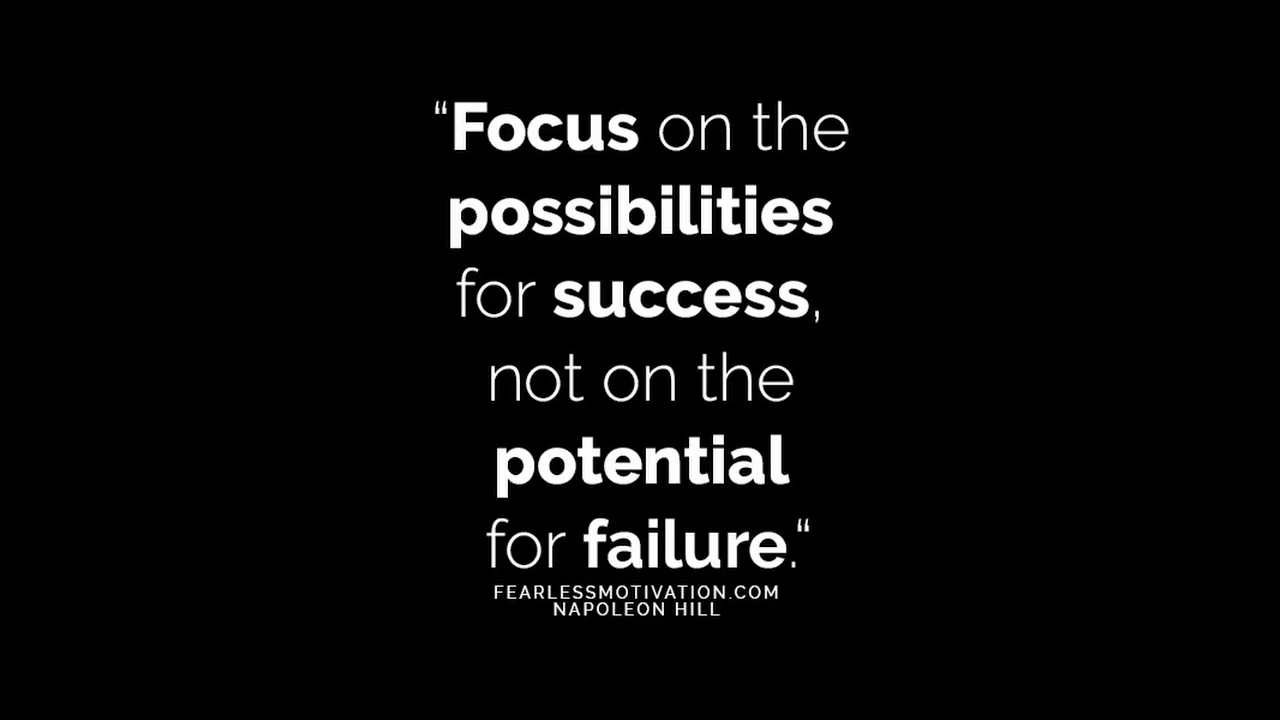 “Focus on the
possibilities
for success,
not on the
potential
for failure.“
FEARLESSMOTIVATION.COM
NAPOLEON HILL